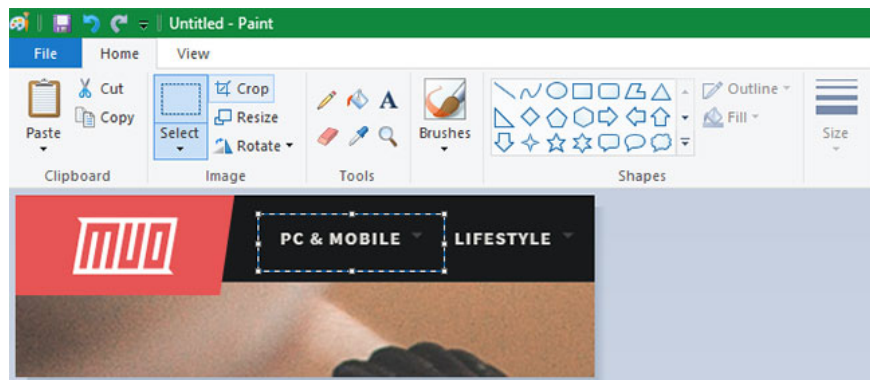 Untitled - Paint
File Home View
Cut Crop Outline
Copy Resize Fill
Paste Select Rotate A Brushes Size
Clipboard Image Tools Shapes
MUO PC & MOBILE LIFESTYLE